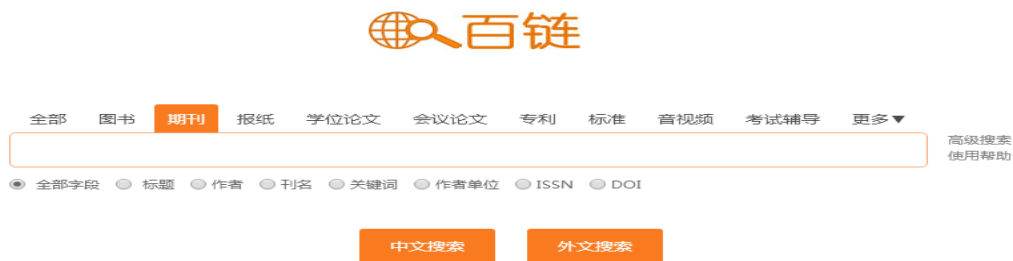 百链
全部 图书 期刊 报纸 学位论文 会议论文 专利 标准 音视频 考试辅导 更多▼
高级搜索
使用帮助
全部字段 标题 作者 刊名 关键词 作者单位 ISSN DOI
中文搜索 外文搜索